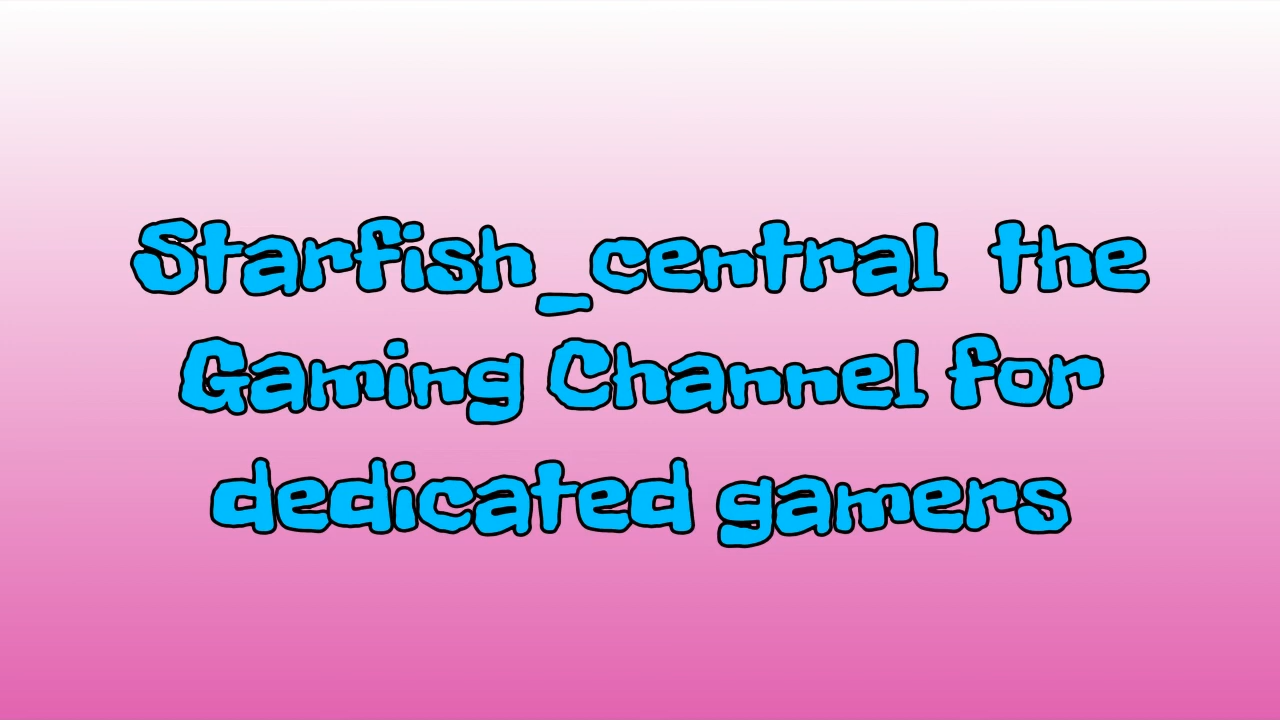 Starfish_central  the
Gaming Channel for
dedicated gamers